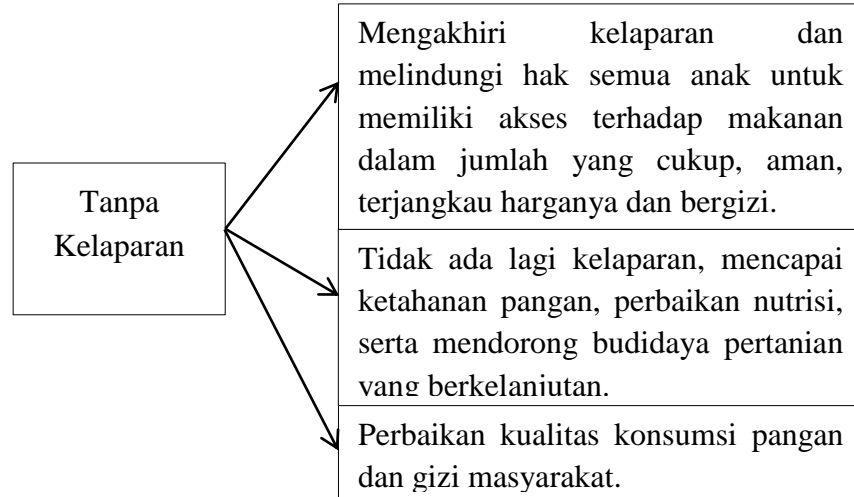 Tanpa
Kelaparan
Mengakhiri kelaparan dan
melindungi hak semua anak untuk
memiliki akses terhadap makanan
dalam jumlah yang cukup, aman,
terjangkau harganya dan bergizi.
Tidak ada lagi kelaparan, mencapai
ketahanan pangan, perbaikan nutrisi,
serta mendorong budidaya pertanian
yang berkelanjutan.
Perbaikan kualitas konsumsi pangan
dan gizi masyarakat.